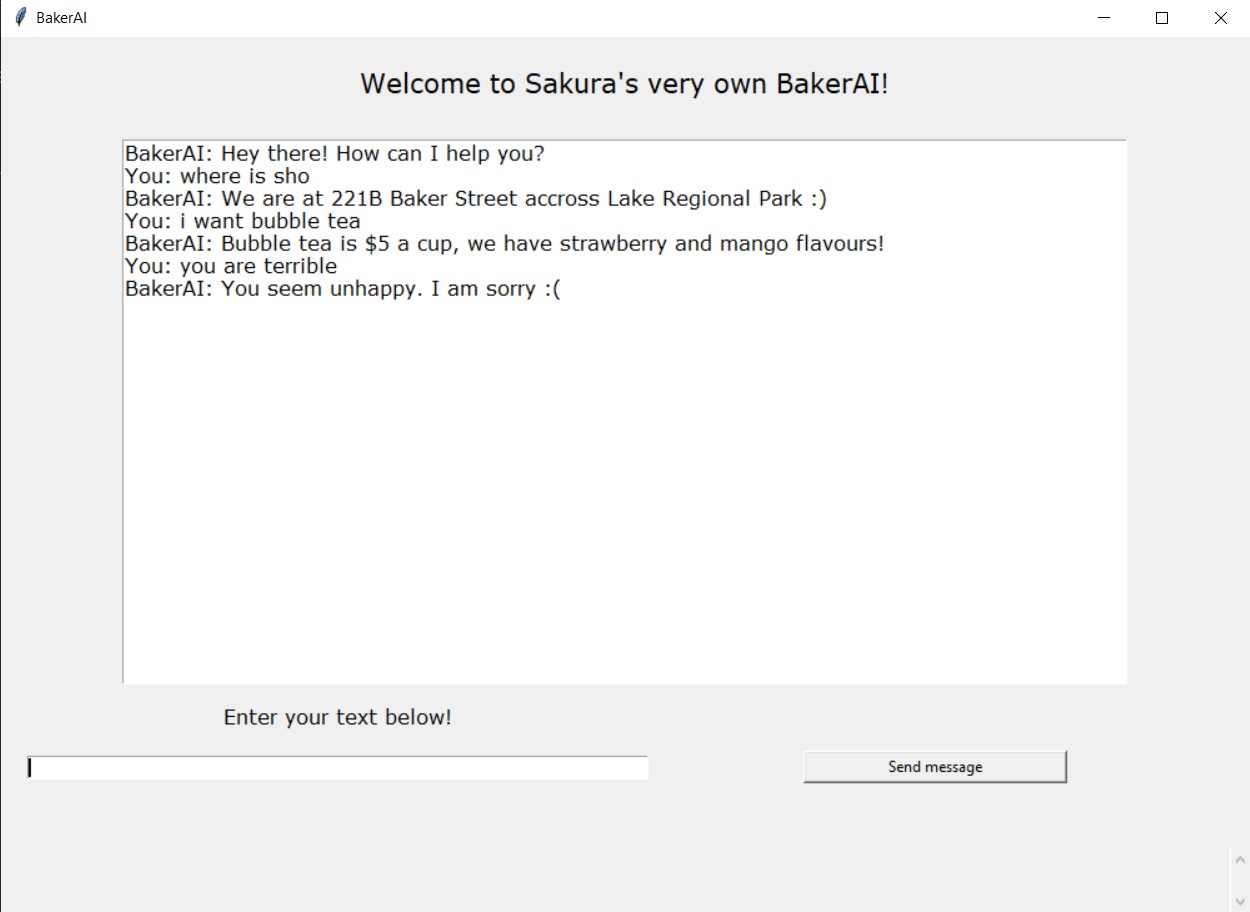 BakerAI
Welcome to Sakura's very own BakerAI!
BakerAI: Hey there! How can I help you?
You: where is sho
BakerAI: We are at 221B Baker Street accross Lake Regional Park :)
You: i want bubble tea
BakerAI: Bubble tea is $5 a cup, we have strawberry and mango flavours!
You: you are terrible
BakerAI: You seem unhappy. I am sorry :(
Enter your text below!
Send message